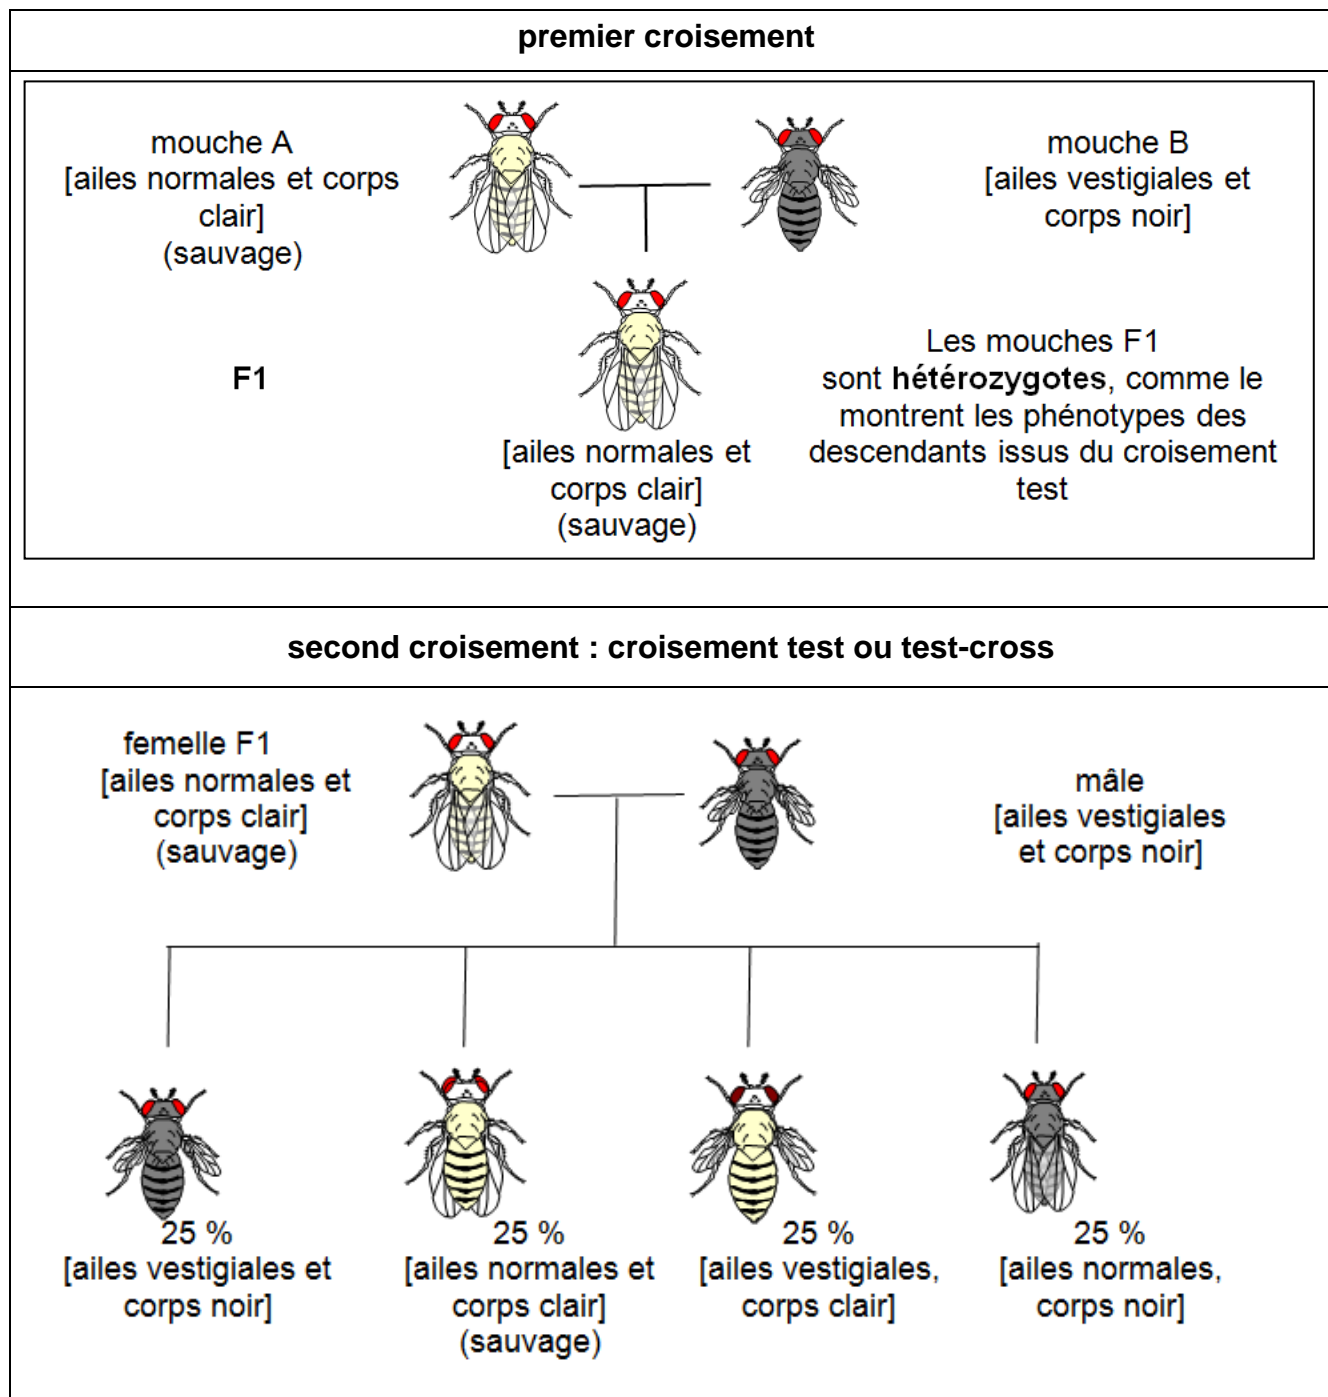 premier croisement
mouche A
[ailes normales et corps
clair]
(sauvage)
mouche B
[ailes vestigiales et
corps noir]
F1
[ailes normales et
corps clair]
(sauvage)
Les mouches F1
sont hétérozygotes, comme le
montrent les phénotypes des
descendants issus du croisement
test
second croisement : croisement test ou test-cross
femelle F1
[ailes normales et
corps clair]
(sauvage)
mâle
[ailes vestigiales
et corps noir]
25 %
[ailes vestigiales et
corps noir]
25 %
[ailes normales et
corps clair]
(sauvage)
25 %
[ailes vestigiales,
corps clair]
25 %
[ailes normales,
corps noir]